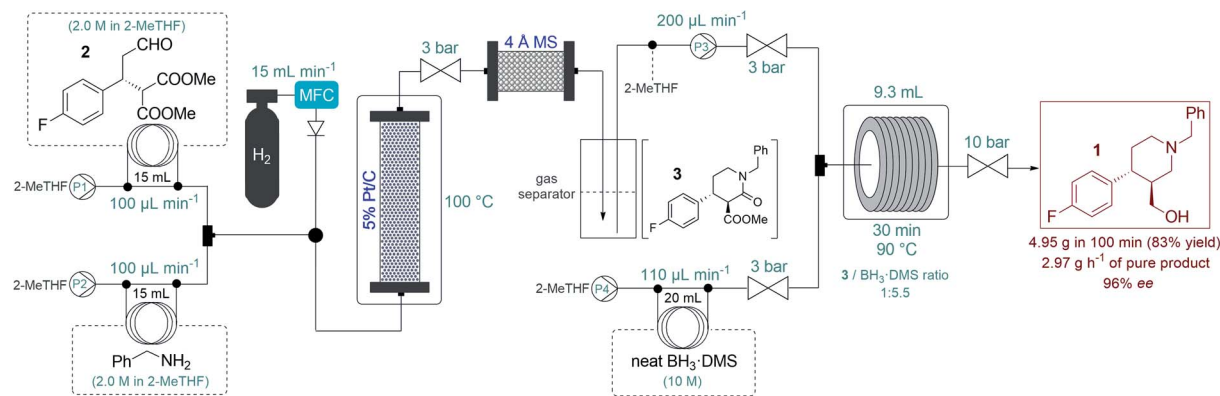 (2.0 M in 2-MeTHF)
2
CHO
COOMe
COOMe
F
15 mL
2-MeTHF
P1
100 µL min⁻¹
100 µL min⁻¹
2-MeTHF
P2
15 mL
Ph
NH₂
(2.0 M in 2-MeTHF)
15 mL min⁻¹
MFC
H₂
3 bar
5% Pt/C
100 °C
4 Å MS
gas
separator
200 µL min⁻¹
P3
3 bar
2-MeTHF
3
Ph
N
O
COOMe
F
110 µL min⁻¹
3 bar
2-MeTHF
P4
20 mL
neat BH₃·DMS
(10 M)
9.3 mL
30 min
90 °C
3 / BH₃·DMS ratio
1:5.5
10 bar
1
Ph
N
F
OH
4.95 g in 100 min (83% yield)
2.97 g h⁻¹ of pure product
96% ee